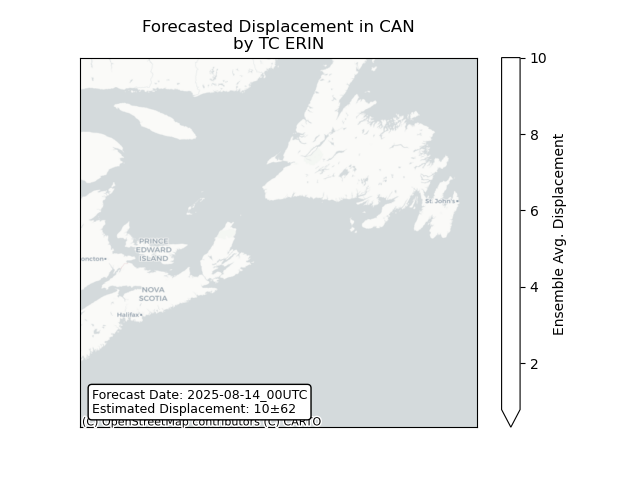 Forecasted Displacement in CAN
by TC ERIN
10
8
6
4
2
Ensemble Avg. Displacement
St. John's
PRINCE
EDWARD
ISLAND
oncton
NOVA
SCOTIA
Halifax
Forecast Date: 2025-08-14_00UTC
Estimated Displacement: 10±62
(C) OpenStreetMap contributors (C) CARTO